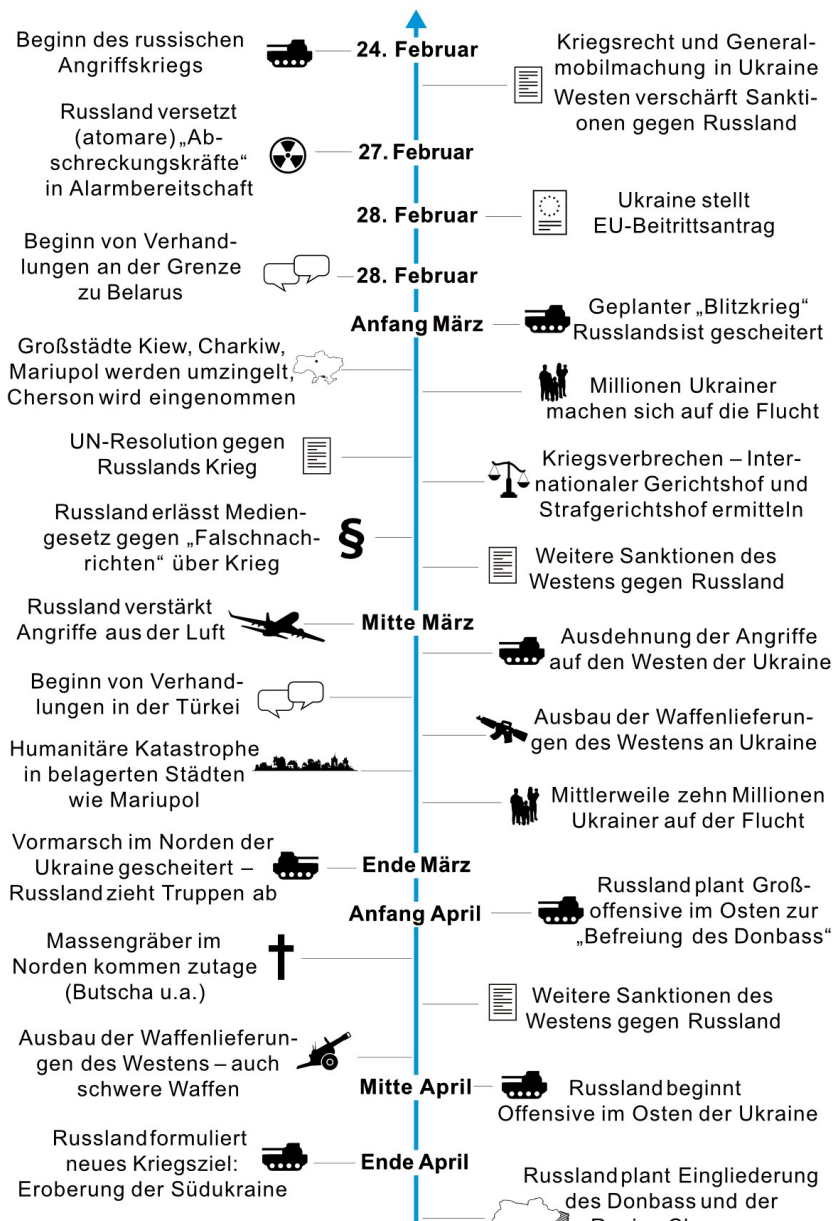 Beginn des russischen
Angriffskriegs
24. Februar
Kriegsrecht und General-
mobilmachung in Ukraine
Westen verschärft Sankti-
onen gegen Russland
Russland versetzt
(atomare) „Ab-
schreckungskräfte“
in Alarmbereitschaft
27. Februar
28. Februar
Ukraine stellt
EU-Beitrittsantrag
Beginn von Verhand-
lungen an der Grenze
zu Belarus
28. Februar
Anfang März
Geplanter „Blitzkrieg“
Russlandsist gescheitert
Großstädte Kiew, Charkiw,
Mariupol werden umzingelt,
Cherson wird eingenommen
Millionen Ukrainer
machen sich auf die Flucht
UN-Resolution gegen
Russlands Krieg
Kriegsverbrechen – Inter-
nationaler Gerichtshof und
Strafgerichtshof ermitteln
Russland erlässt Medien-
gesetz gegen „Falschnach-
richten“ über Krieg
§
Weitere Sanktionen des
Westens gegen Russland
Russland verstärkt
Angriffe aus der Luft
Mitte März
Ausdehnung der Angriffe
auf den Westen der Ukraine
Beginn von Verhand-
lungen in der Türkei
Ausbau der Waffenlieferun-
gen des Westens an Ukraine
Humanitäre Katastrophe
in belagerten Städten
wie Mariupol
Mittlerweile zehn Millionen
Ukrainer auf der Flucht
Vormarsch im Norden der
Ukraine gescheitert –
Russland zieht Truppen ab
Ende März
Anfang April
Russland plant Groß-
offensive im Osten zur
„Befreiung des Donbass“
Massengräber im
Norden kommen zutage
(Butscha u.a.)
Weitere Sanktionen des
Westens gegen Russland
Ausbau der Waffenlieferun-
gen des Westens – auch
schwere Waffen
Mitte April
Russland beginnt
Offensive im Osten der Ukraine
Russland formuliert
neues Kriegsziel:
Eroberung der Südukraine
Ende April
Russland plant Eingliederung
des Donbass und der